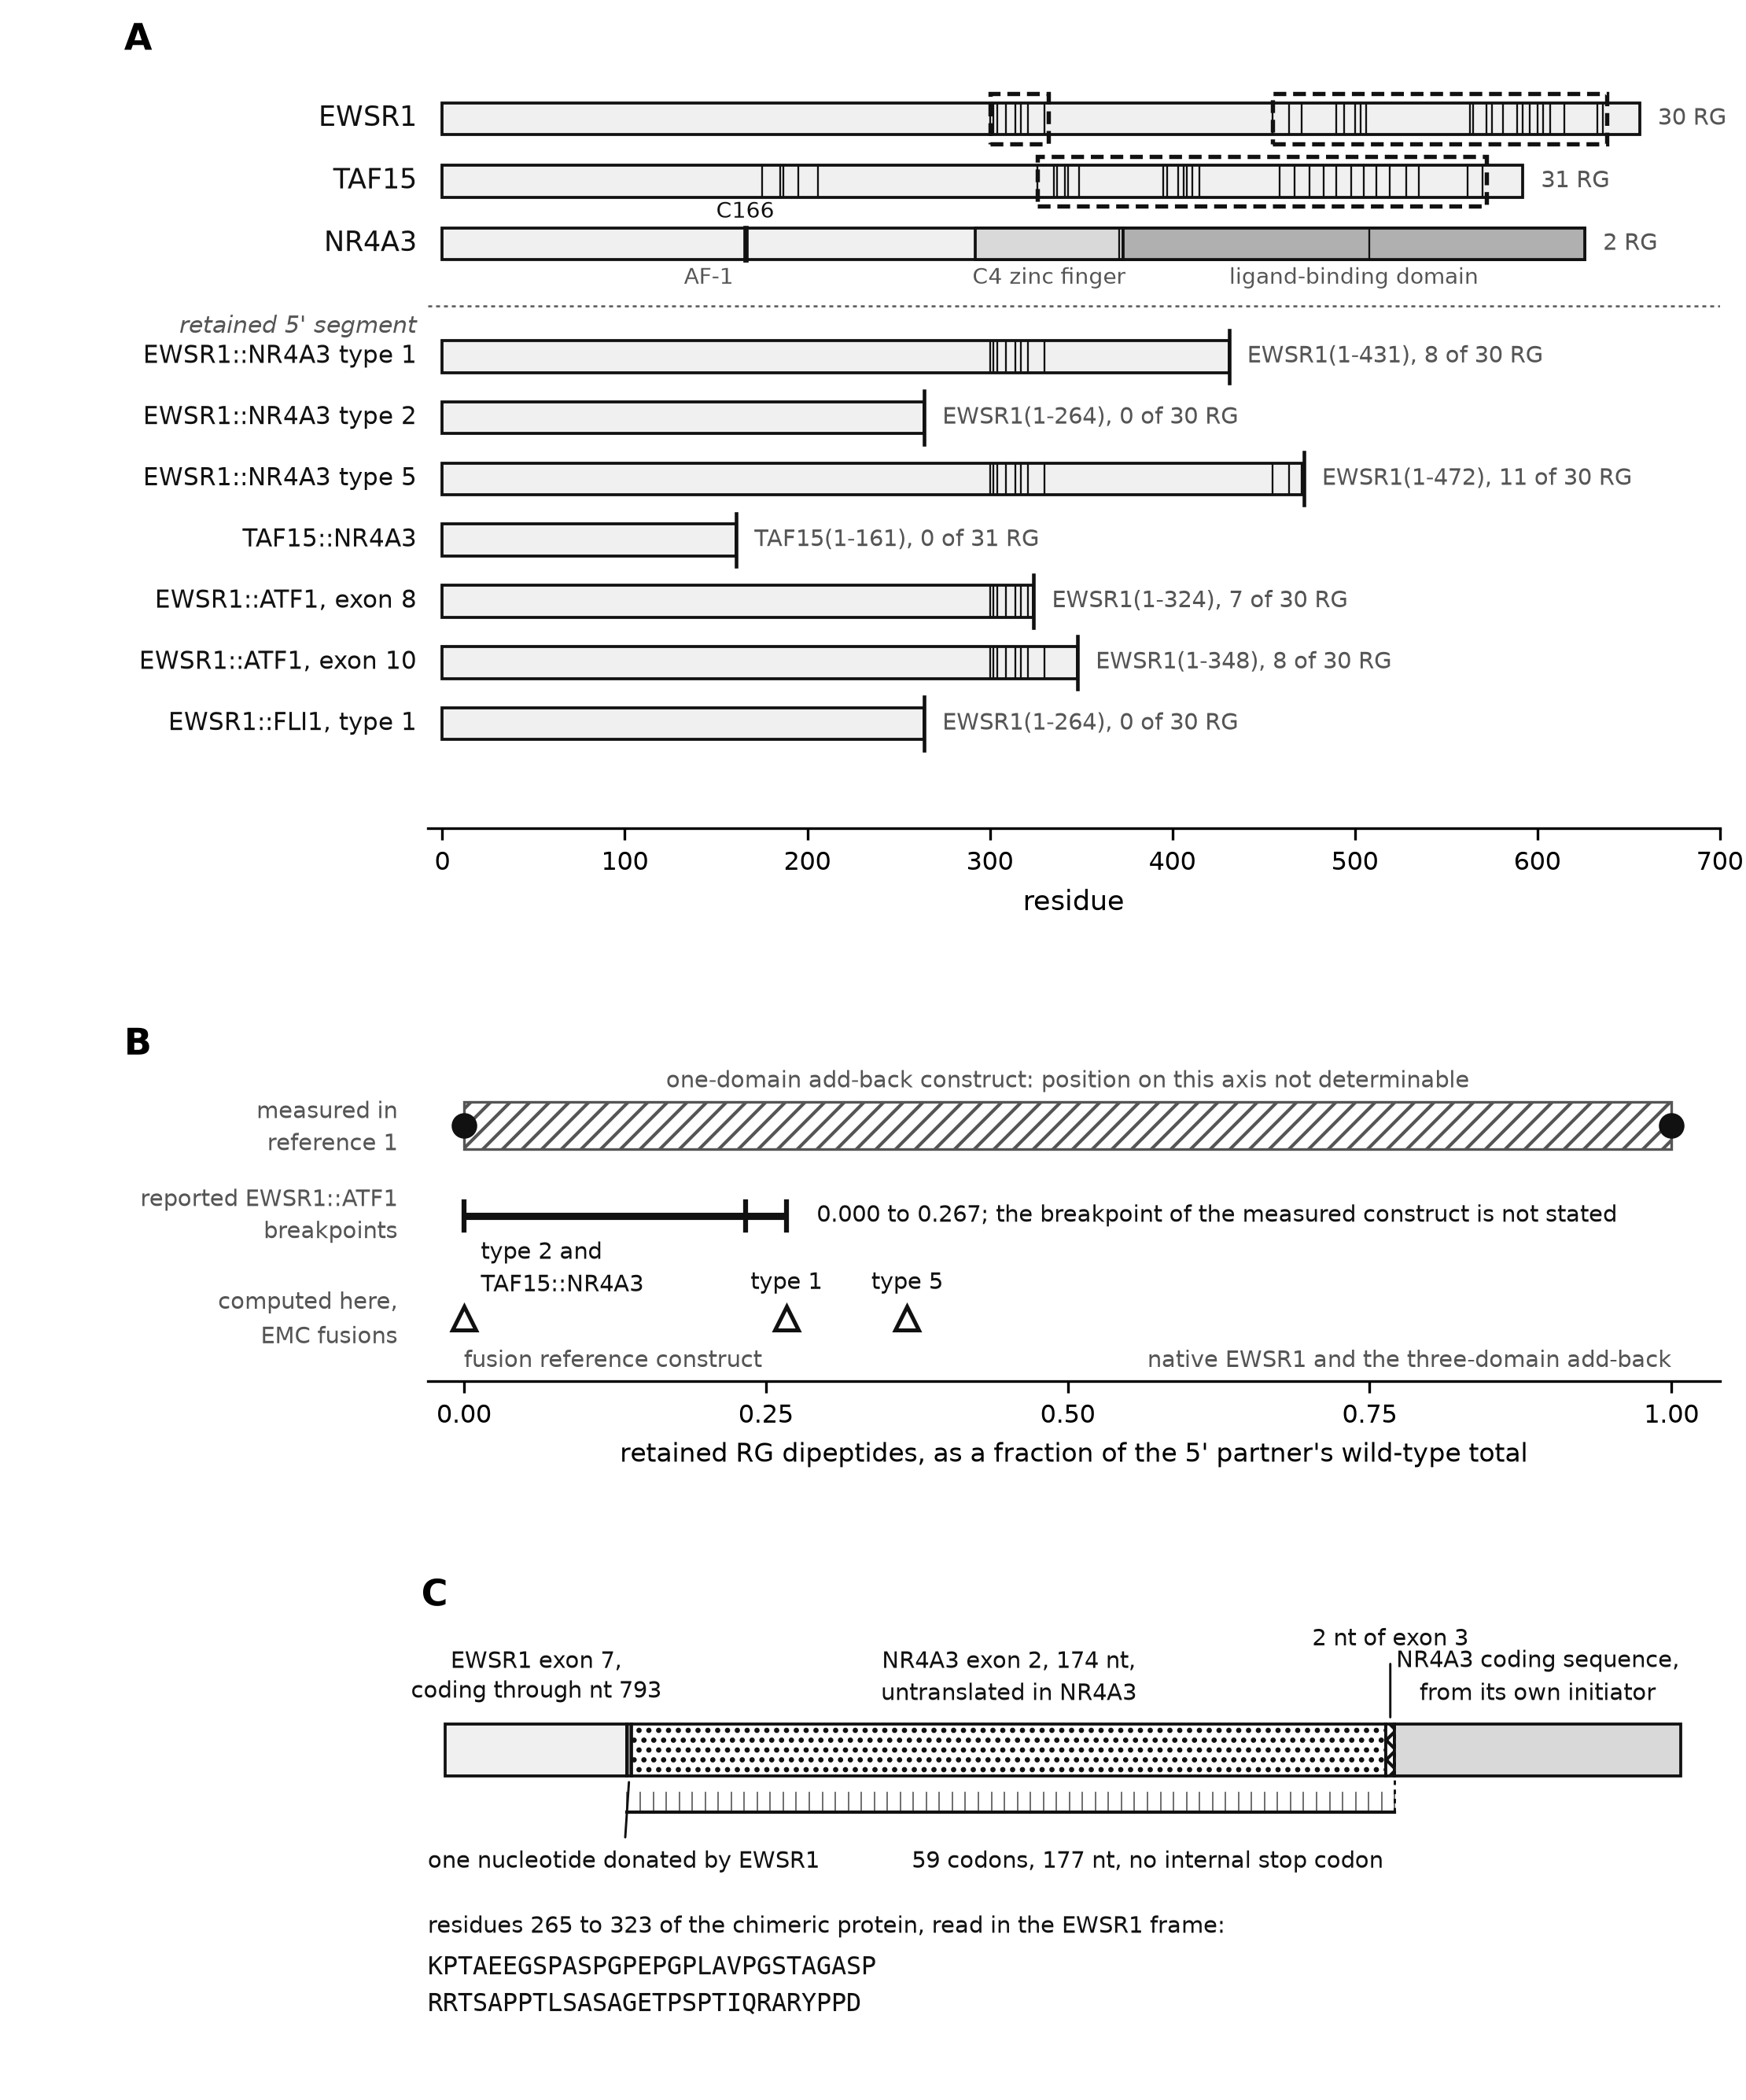 A
EWSR1
30 RG
TAF15
31 RG
C166
NR4A3
2 RG
AF-1
C4 zinc finger
ligand-binding domain
retained 5' segment
EWSR1::NR4A3 type 1
EWSR1(1-431), 8 of 30 RG
EWSR1::NR4A3 type 2
EWSR1(1-264), 0 of 30 RG
EWSR1::NR4A3 type 5
EWSR1(1-472), 11 of 30 RG
TAF15::NR4A3
TAF15(1-161), 0 of 31 RG
EWSR1::ATF1, exon 8
EWSR1(1-324), 7 of 30 RG
EWSR1::ATF1, exon 10
EWSR1(1-348), 8 of 30 RG
EWSR1::FLI1, type 1
EWSR1(1-264), 0 of 30 RG
0 100 200 300 400 500 600 700
residue
B
one-domain add-back construct: position on this axis not determinable
measured in
reference 1
reported EWSR1::ATF1
breakpoints
0.000 to 0.267; the breakpoint of the measured construct is not stated
type 2 and
TAF15::NR4A3
type 1
type 5
computed here,
EMC fusions
fusion reference construct
native EWSR1 and the three-domain add-back
0.00 0.25 0.50 0.75 1.00
retained RG dipeptides, as a fraction of the 5' partner's wild-type total
C
2 nt of exon 3
EWSR1 exon 7,
coding through nt 793
NR4A3 exon 2, 174 nt,
untranslated in NR4A3
NR4A3 coding sequence,
from its own initiator
one nucleotide donated by EWSR1
59 codons, 177 nt, no internal stop codon
residues 265 to 323 of the chimeric protein, read in the EWSR1 frame:
KPTAEEGSPASPGPEPGPLAVPGSTAGASP
RRTSAPPTLSASAGETPSPTIQRARYPPD